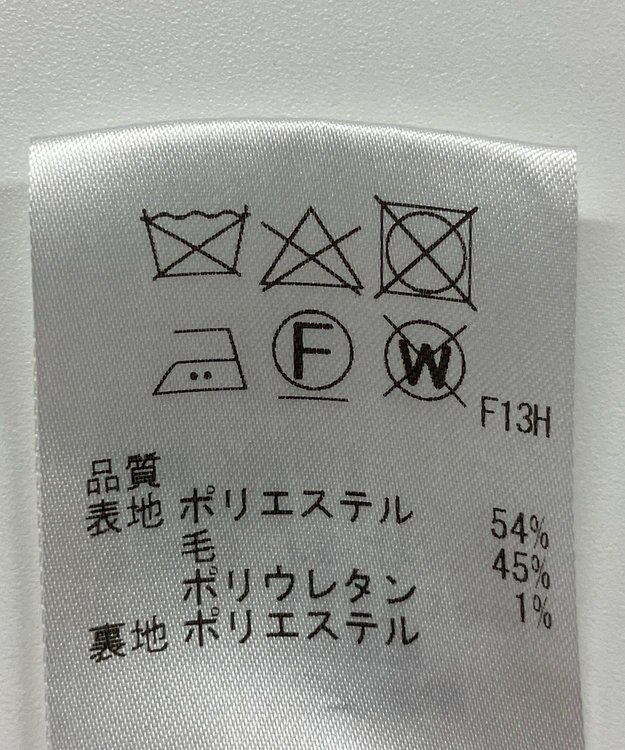 F
W
F13H
品質
表地 ポリエステル 54%
毛 45%
ポリウレタン 1%
裏地 ポリエステル